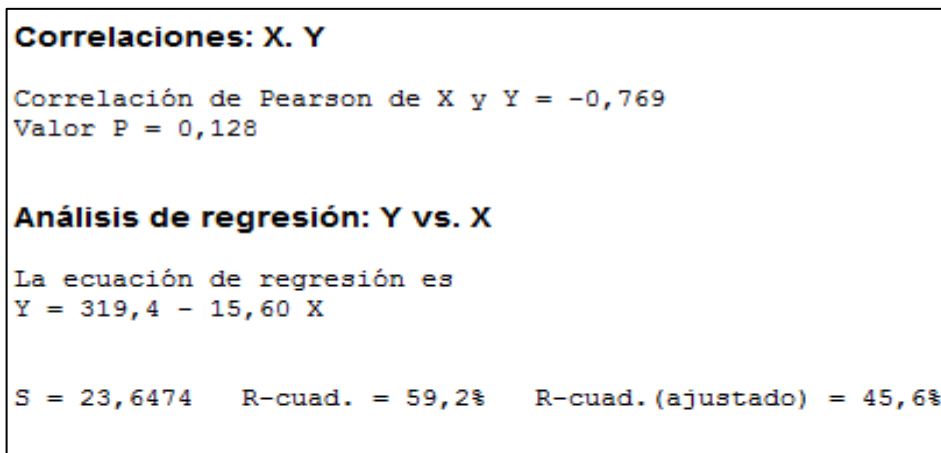 Correlaciones: X. Y
Correlación de Pearson de X y Y = -0,769
Valor P = 0,128
Análisis de regresión: Y vs. X
La ecuación de regresión es
Y = 319,4 - 15,60 X
S = 23,6474   R-cuad. = 59,2%   R-cuad.(ajustado) = 45,6%